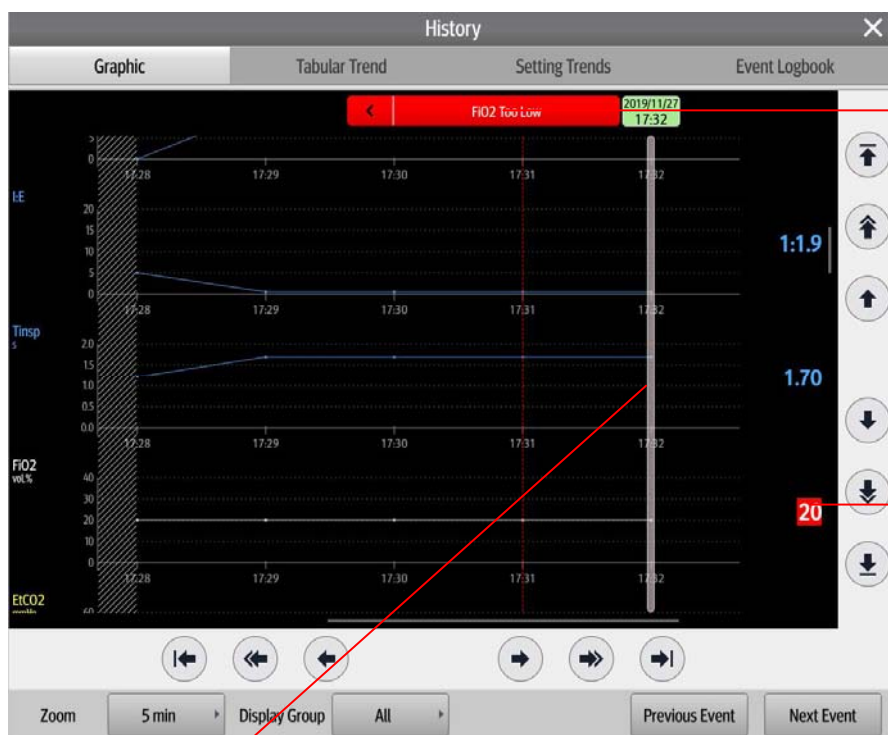 History
Graphic Tabular Trend Setting Trends Event Logbook
FiO2 Too Low 2019/11/27
17:32
5
0
17:28 17:29 17:30 17:31 17:32
I:E
20
15
10
5
0
1:1.9
17:28 17:29 17:30 17:31 17:32
Tinsp
s
2.0
1.5
1.0
0.5
0.0
1.70
17:28 17:29 17:30 17:31 17:32
FiO2
vol.%
40
30
20
10
0
20
17:28 17:29 17:30 17:31 17:32
EtCO2
mmHg
60
Zoom 5 min Display Group All Previous Event Next Event